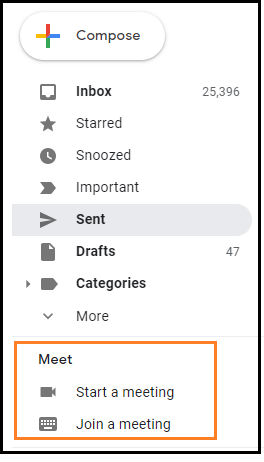 Compose
Inbox 25,396
Starred
Snoozed
Important
Sent
Drafts 47
Categories
More
Meet
Start a meeting
Join a meeting